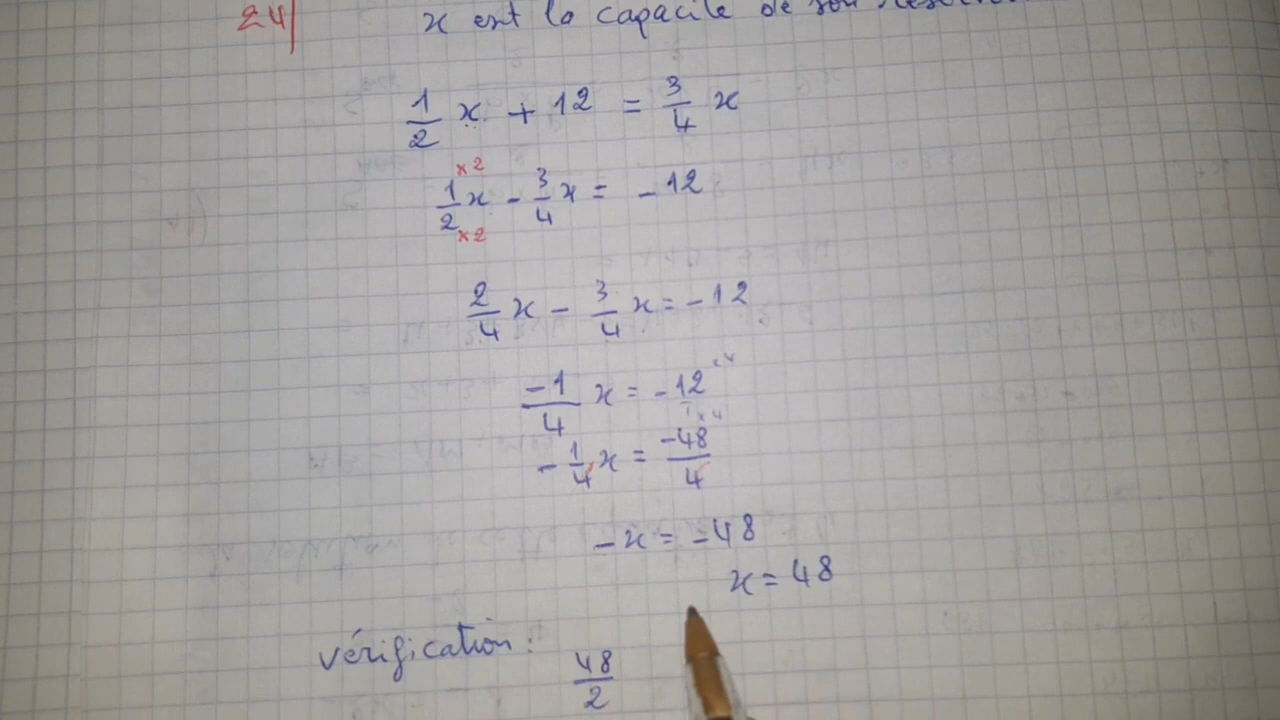 24) x est la capacité de son
1/2 x + 12 = 3/4 x
×2
1/2 x - 3/4 x = - 12
×2
2/4 x - 3/4 x = - 12
-1/4 x = - 12/1 ×4
×4
- 1/4 x = -48/4
- x = - 48
x = 48
vérification :
48/2